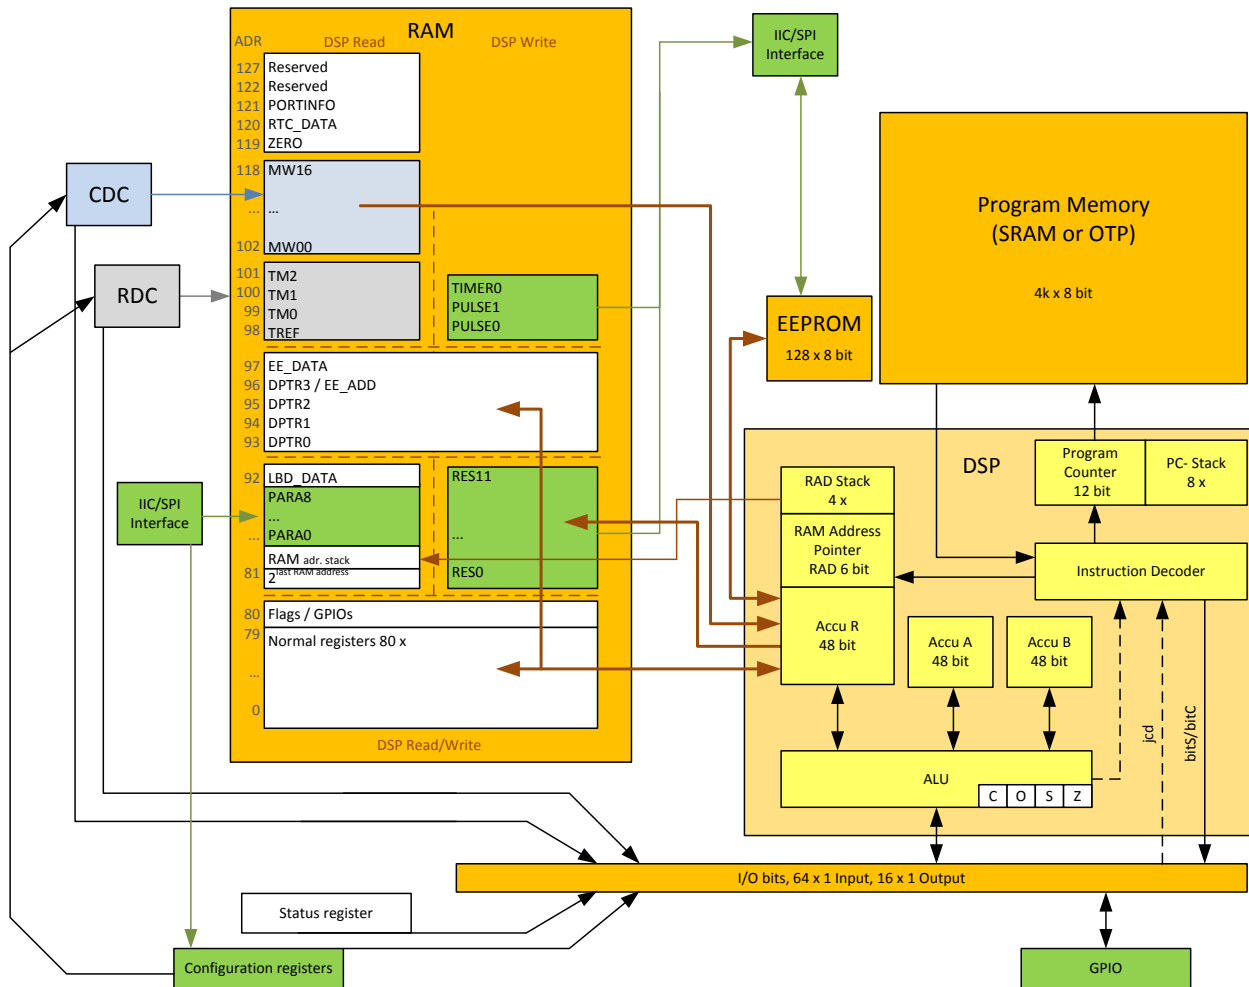 RAM
ADR
DSP Read
DSP Write
127
Reserved
122
Reserved
121
PORTINFO
120
RTC_DATA
119
ZERO
118
MW16
...
...
102
MW00
101
TM2
100
TM1
99
TM0
98
TREF
TIMER0
PULSE1
PULSE0
97
EE_DATA
96
DPTR3 / EE_ADD
95
DPTR2
94
DPTR1
93
DPTR0
92
LBD_DATA
PARA8
...
...
PARA0
RAM adr. stack
81
2last RAM address
RES11
...
RES0
80
Flags / GPIOs
79
Normal registers 80 x
...
0
DSP Read/Write
CDC
RDC
IIC/SPI
Interface
IIC/SPI
Interface
EEPROM
128 x 8 bit
Program Memory
(SRAM or OTP)
4k x 8 bit
DSP
RAD Stack
4 x
RAM Address
Pointer
RAD 6 bit
Accu R
48 bit
Program
Counter
12 bit
PC- Stack
8 x
Instruction Decoder
Accu A
48 bit
Accu B
48 bit
jcd
bitS/bitC
ALU
C O S Z
I/O bits, 64 x 1 Input, 16 x 1 Output
Status register
Configuration registers
GPIO